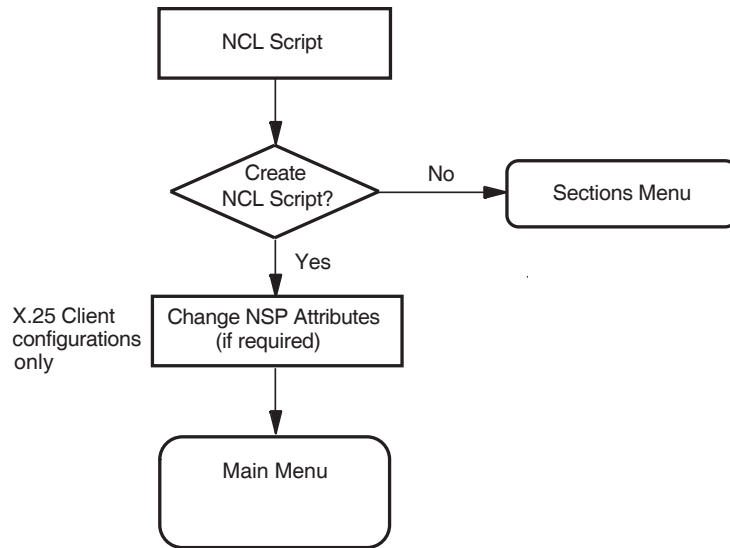 NCL Script
Create
NCL Script?
No
Sections Menu
Yes
X.25 Client
configurations
only
Change NSP Attributes
(if required)
Main Menu